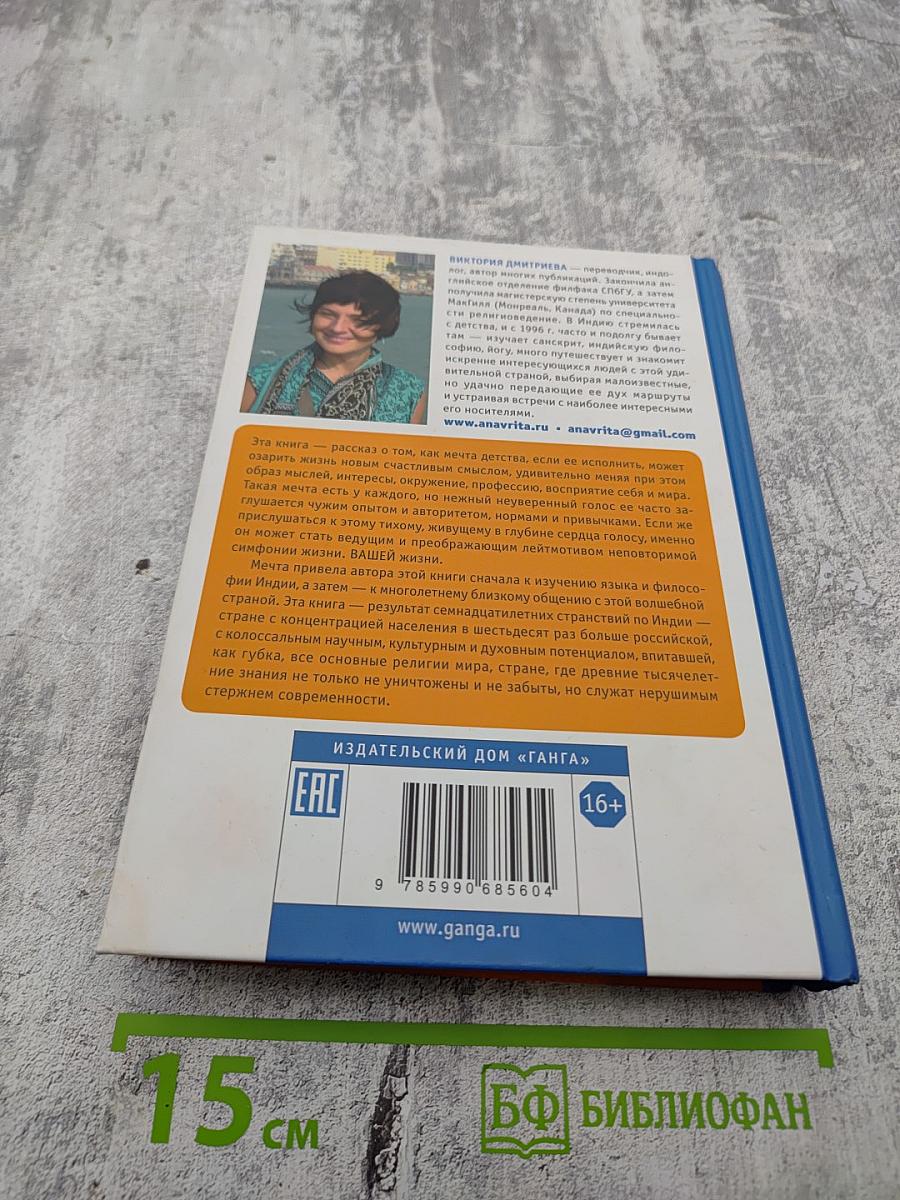 ВИКТОРИЯ ДМИТРИЕВА — переводчик, индо-
лог, автор многих публикаций. Закончила ан-
глийское отделение филфака СПбГУ, а затем
получила магистерскую степень университета
МакГилл (Монреаль, Канада) по специально-
сти религиоведение. В Индию стремилась
с детства, и с 1996 г. часто и подолгу бывает
там — изучает санскрит, индийскую фило-
софию, йогу, много путешествует и знакомит
искренне интересующихся людей с этой уди-
вительной страной, выбирая малоизвестные,
но удачно передающие ее дух маршруты
и устраивая встречи с наиболее интересными
его носителями.
www.anavrita.ru • anavrita@gmail.com
Эта книга — рассказ о том, как мечта детства, если ее исполнить, может
озарить жизнь новым счастливым смыслом, удивительно меняя при этом
образ мыслей, интересы, окружение, профессию, восприятие себя и мира.
Такая мечта есть у каждого, но нежный неуверенный голос ее часто за-
глушается чужим опытом и авторитетом, нормами и привычками. Если же
прислушаться к этому тихому, живущему в глубине сердца голосу, именно
он может стать ведущим и преображающим лейтмотивом неповторимой
симфонии жизни. ВАШЕЙ жизни.
Мечта привела автора этой книги сначала к изучению языка и филосо-
фии Индии, а затем — к многолетнему близкому общению с этой волшебной
страной. Эта книга — результат семнадцатилетних странствий по Индии —
стране с концентрацией населения в шестьдесят раз больше российской,
с колоссальным научным, культурным и духовным потенциалом, впитавшей,
как губка, все основные религии мира, стране, где древние тысячелет-
ние знания не только не уничтожены и не забыты, но служат нерушимым
стержнем современности.
ИЗДАТЕЛЬСКИЙ ДОМ «ГАНГА»
EAC
16+
9 785990 685604
www.ganga.ru
15 см
БФ БИБЛИОФАН